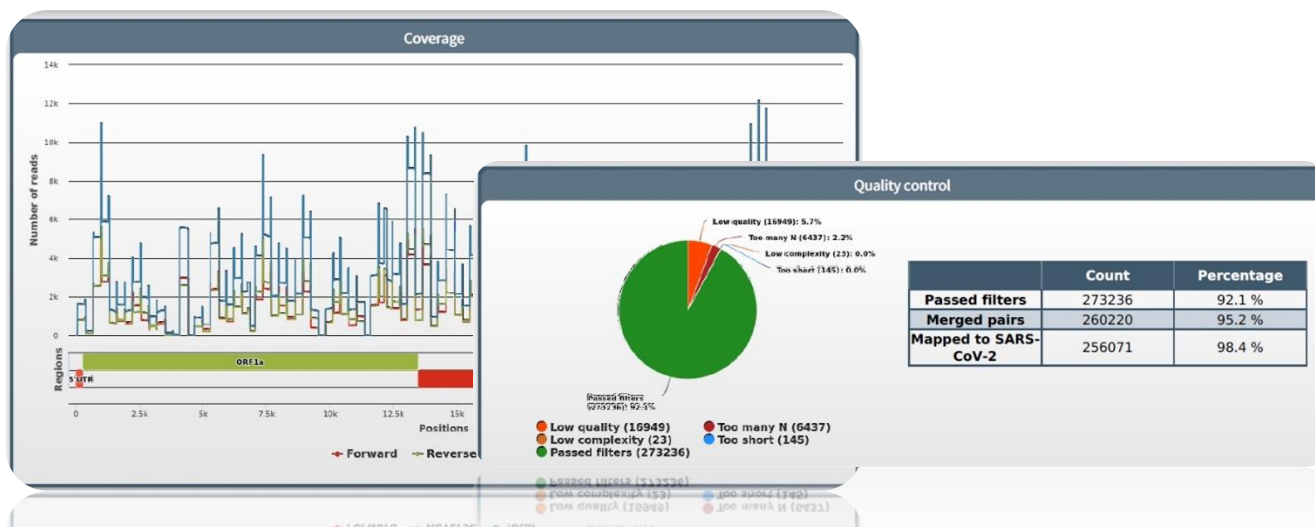 Coverage
14k
12k
10k
8k
6k
4k
2k
0
Number of reads
Regions
ORF1a
5'UTR
0 2.5k 5k 7.5k 10k 12.5k 15k
Positions
Forward Reverse
Quality control
Low quality (16949): 5.7%
Too many N (6437): 2.2%
Low complexity (23): 0.0%
Too short (145): 0.0%
Passed filters
(273236): 92.1%
Low quality (16949) Too many N (6437)
Low complexity (23) Too short (145)
Passed filters (273236)
Count Percentage
Passed filters 273236 92.1 %
Merged pairs 260220 95.2 %
Mapped to SARS-
CoV-2 256071 98.4 %